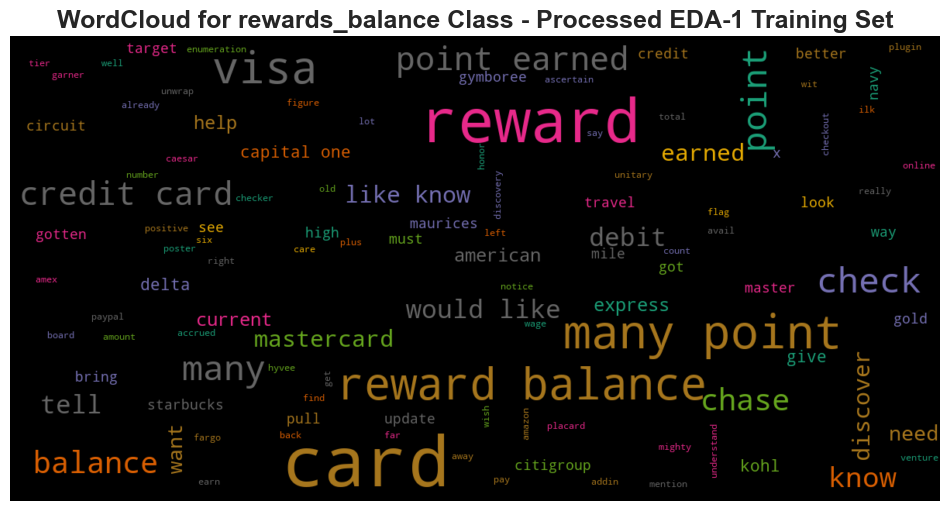 WordCloud for rewards_balance Class - Processed EDA-1 Training Set
tier
target
enumeration
well
garner
unwrap
already
visa
point earned
credit
better
plugin
gymboree
ascertain
point
wit
navy
ilk
figure
circuit
help
lot
reward
say
total
checkout
caesar
capital one
honor
earned
x
online
number
credit card
checker
old
like know
discovery
unitary
travel
flag
look
really
gotten
positive
see
six
poster
high
care
plus
must
maurices
left
debit
avail
way
right
american
mile
got
count
amex
delta
notice
master
check
paypal
current
would like
express
gold
board
amount
accrued
mastercard
wage
many point
many
hyvee
get
give
bring
reward balance
chase
discover
tell
starbucks
find
pull
update
wish
amazon
placard
want
fargo
back
far
mighty
understand
need
balance
card
away
citigroup
kohl
venture
earn
pay
addin
mention
know